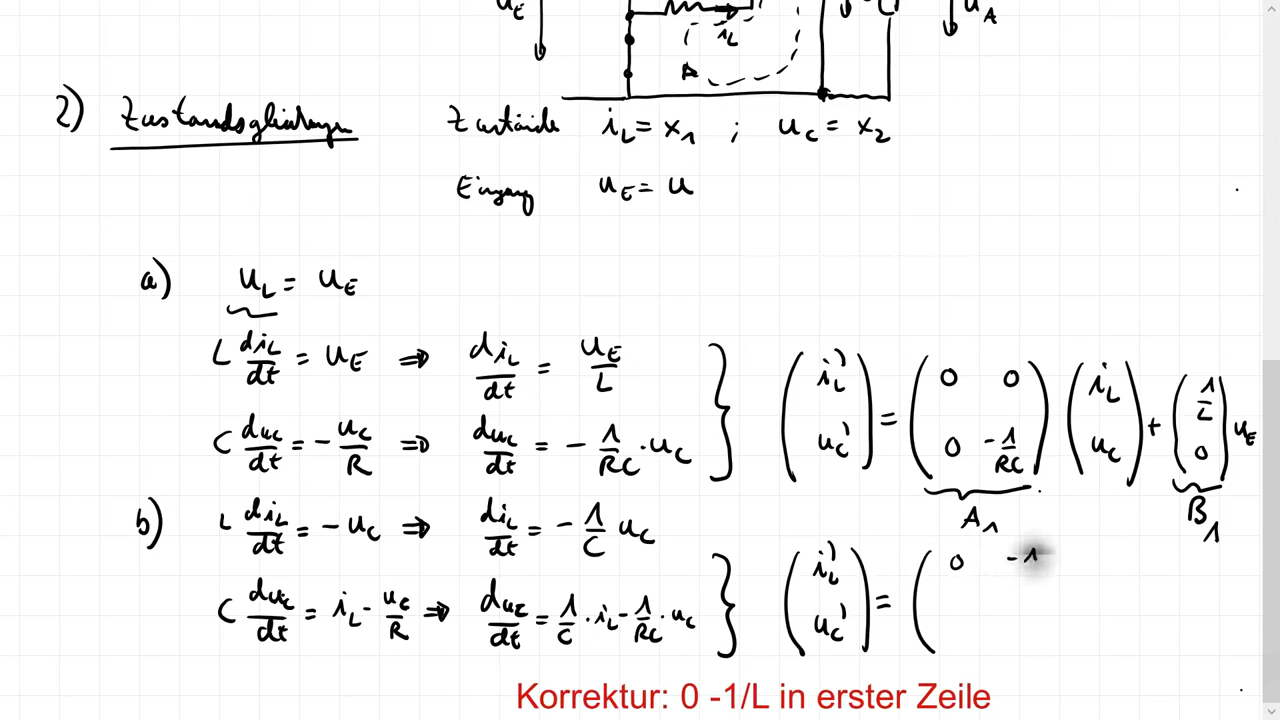 u_E i_L u_A
2) Zustandsgleichungen Zustände i_L = x_1 ; u_C = x_2
Eingang u_E = u
a) u_L = u_E
L di_L/dt = u_E ⇒ di_L/dt = u_E/L
C du_C/dt = - u_C/R ⇒ du_C/dt = - 1/RC · u_C } (i_L' u_C') = (0 0 0 -1/RC) (i_L u_C) + (1/L 0) u_E
A_1 B_1
b) L di_L/dt = - u_C ⇒ di_L/dt = - 1/C u_C
C du_C/dt = i_L - u_C/R ⇒ du_C/dt = 1/C · i_L - 1/RC · u_C } (i_L' u_C') = ( 0 -1
Korrektur: 0 -1/L in erster Zeile